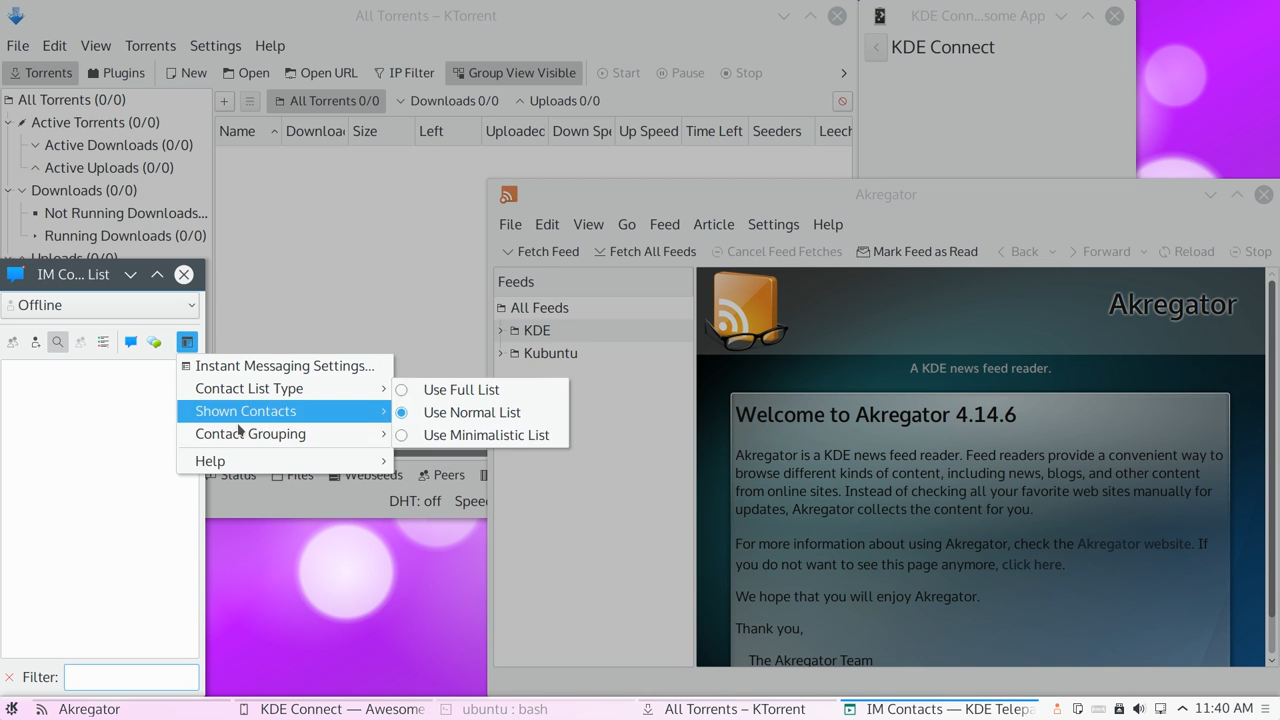 All Torrents – KTorrent
File Edit View Torrents Settings Help
Torrents Plugins New Open Open URL IP Filter Group View Visible Start Pause Stop
All Torrents (0/0)
Active Torrents (0/0)
Active Downloads (0/0)
Active Uploads (0/0)
Downloads (0/0)
Not Running Downloads...
Running Downloads (0/0)
Uploads (0/0)
All Torrents 0/0 Downloads 0/0 Uploads 0/0
Name Downloa Size Left Uploaded Down Spe Up Speed Time Left Seeders Leech
Status Files Webseeds Peers
DHT: off Speed
KDE Conn...some App
KDE Connect
Akregator
File Edit View Go Feed Article Settings Help
Fetch Feed Fetch All Feeds Cancel Feed Fetches Mark Feed as Read Back Forward Reload Stop
Feeds
All Feeds
KDE
Kubuntu
Akregator
A KDE news feed reader.
Welcome to Akregator 4.14.6
Akregator is a KDE news feed reader. Feed readers provide a convenient way to
browse different kinds of content, including news, blogs, and other content
from online sites. Instead of checking all your favorite web sites manually for
updates, Akregator collects the content for you.
For more information about using Akregator, check the Akregator website. If
you do not want to see this page anymore, click here.
We hope that you will enjoy Akregator.
Thank you,
The Akregator Team
IM Co... List
Offline
Instant Messaging Settings...
Contact List Type
Shown Contacts
Contact Grouping
Help
Use Full List
Use Normal List
Use Minimalistic List
Filter:
Akregator KDE Connect — Awesome ubuntu : bash All Torrents – KTorrent IM Contacts — KDE Telepa 11:40 AM